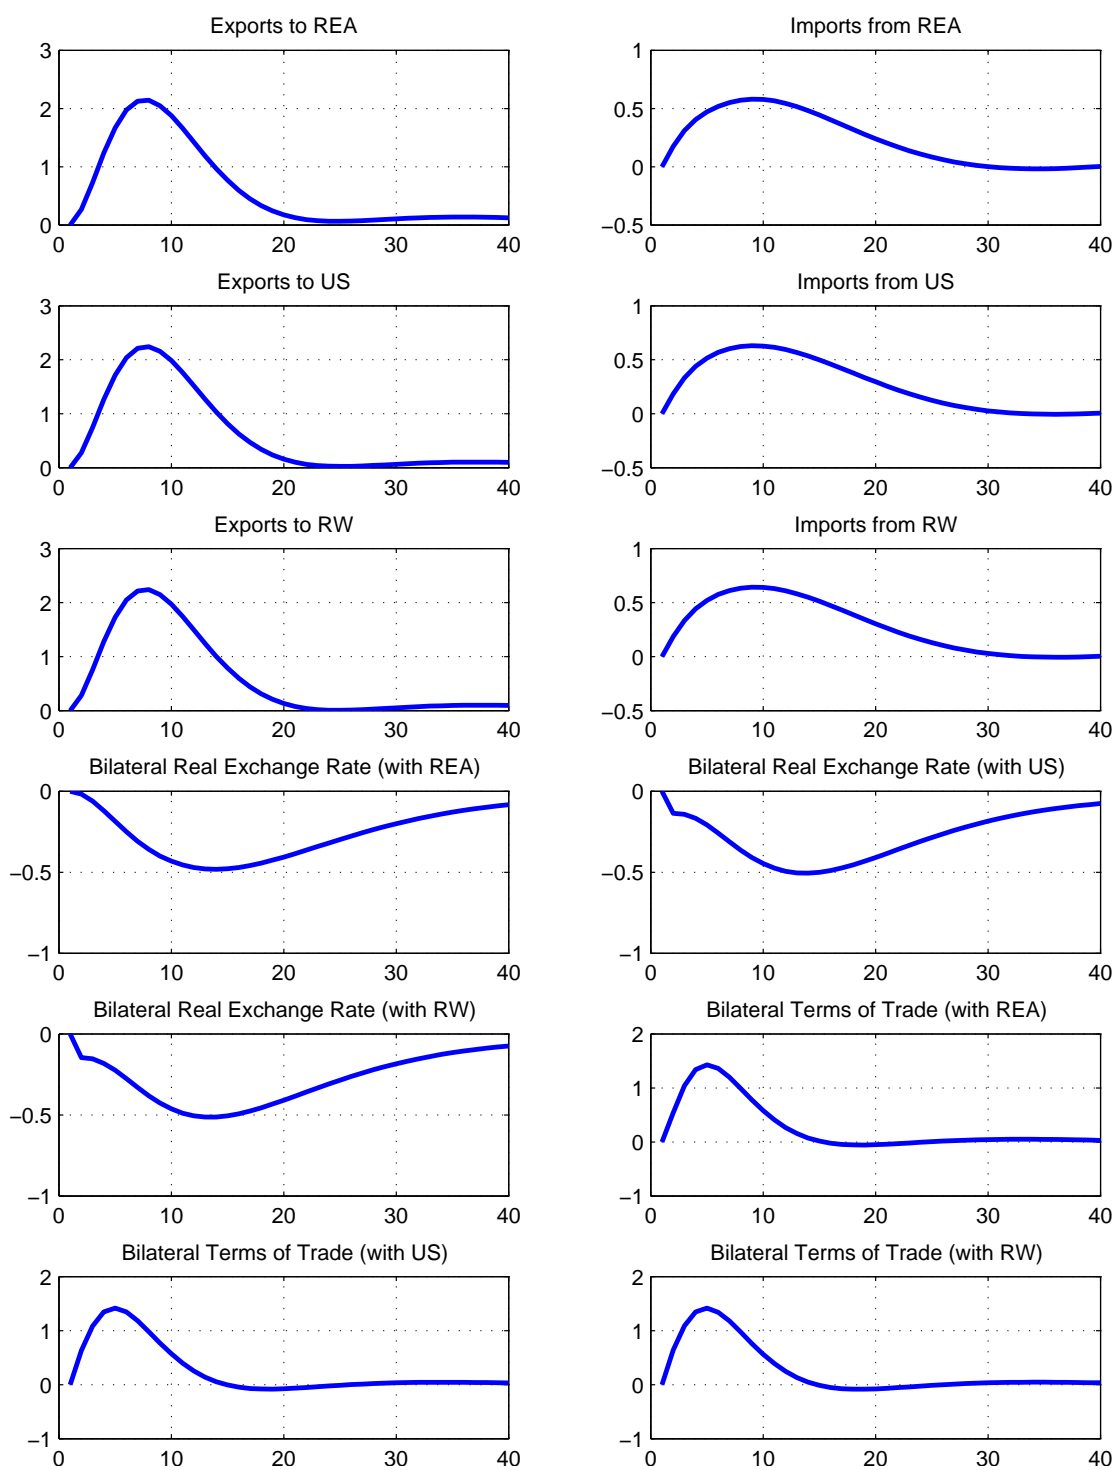 Exports to REA
Imports from REA
3
2
1
0
0 10 20 30 40
1
0.5
0
−0.5
0 10 20 30 40
Exports to US
Imports from US
3
2
1
0
0 10 20 30 40
1
0.5
0
−0.5
0 10 20 30 40
Exports to RW
Imports from RW
3
2
1
0
0 10 20 30 40
1
0.5
0
−0.5
0 10 20 30 40
Bilateral Real Exchange Rate (with REA)
Bilateral Real Exchange Rate (with US)
0
−0.5
−1
0 10 20 30 40
0
−0.5
−1
0 10 20 30 40
Bilateral Real Exchange Rate (with RW)
Bilateral Terms of Trade (with REA)
0
−0.5
−1
0 10 20 30 40
2
1
0
−1
0 10 20 30 40
Bilateral Terms of Trade (with US)
Bilateral Terms of Trade (with RW)
2
1
0
−1
0 10 20 30 40
2
1
0
−1
0 10 20 30 40